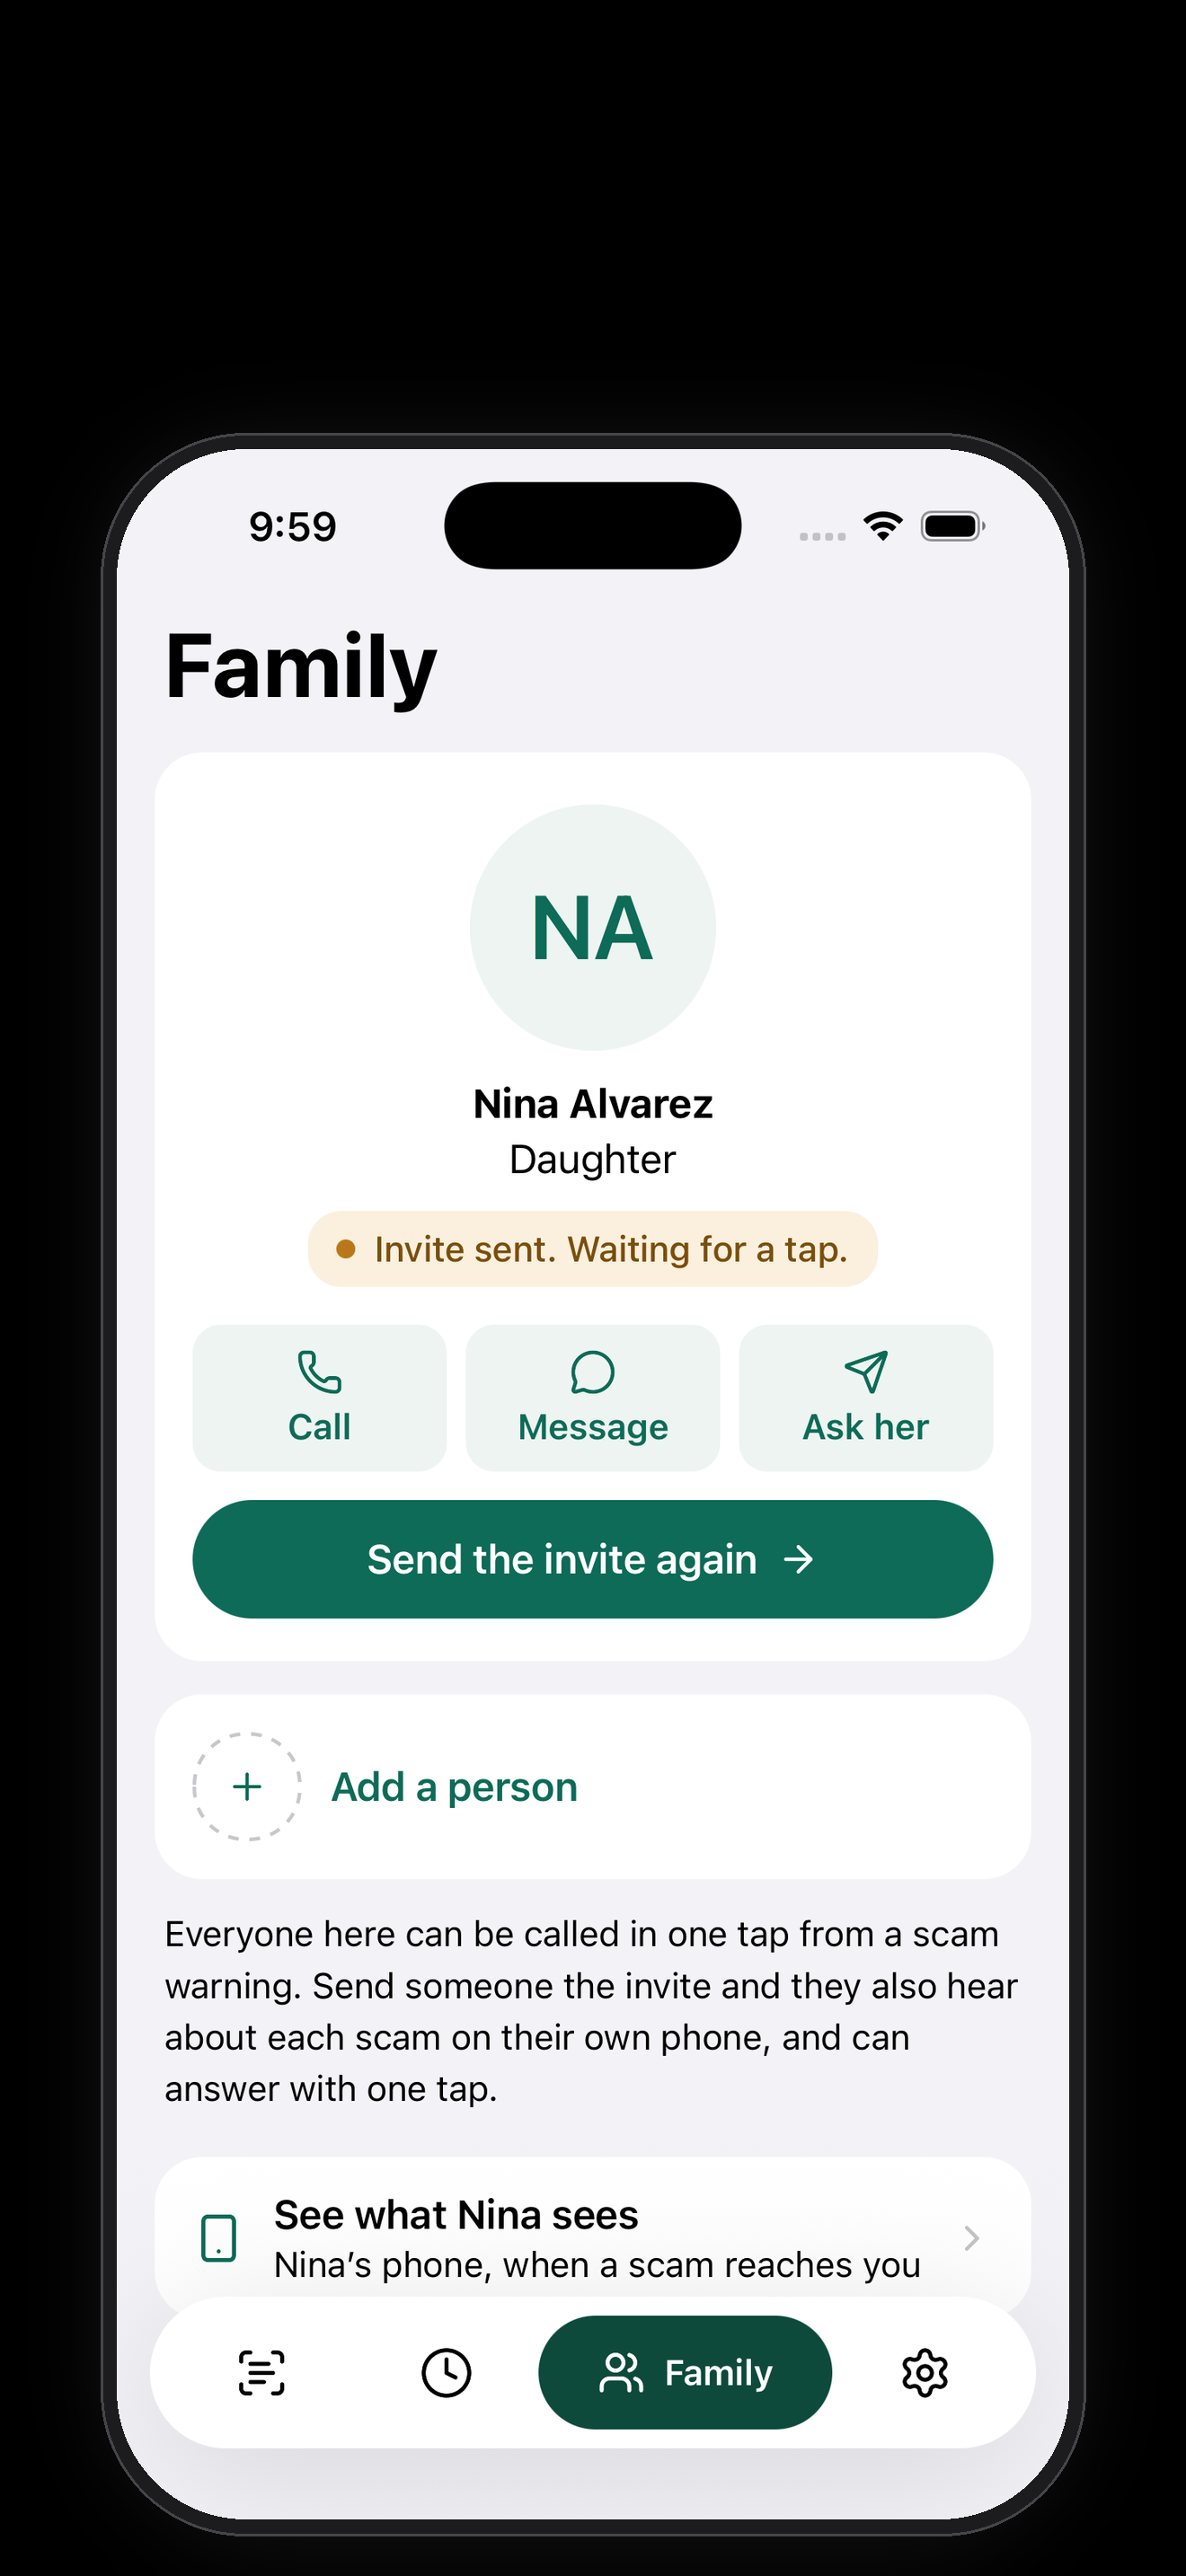 9:59
Family
NA
Nina Alvarez
Daughter
Invite sent. Waiting for a tap.
Call
Message
Ask her
Send the invite again
Add a person
Everyone here can be called in one tap from a scam
warning. Send someone the invite and they also hear
about each scam on their own phone, and can
answer with one tap.
See what Nina sees
Nina’s phone, when a scam reaches you
Family